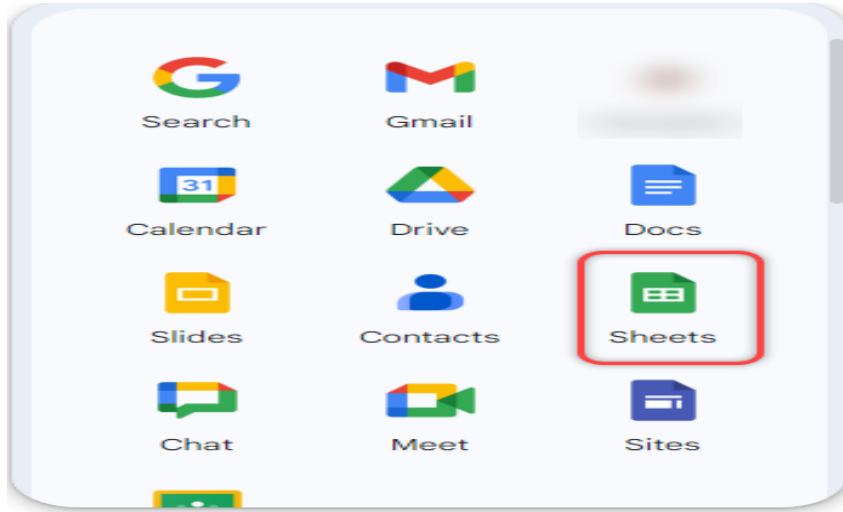 Search
Gmail
31
Calendar
Drive
Docs
Slides
Contacts
Sheets
Chat
Meet
Sites